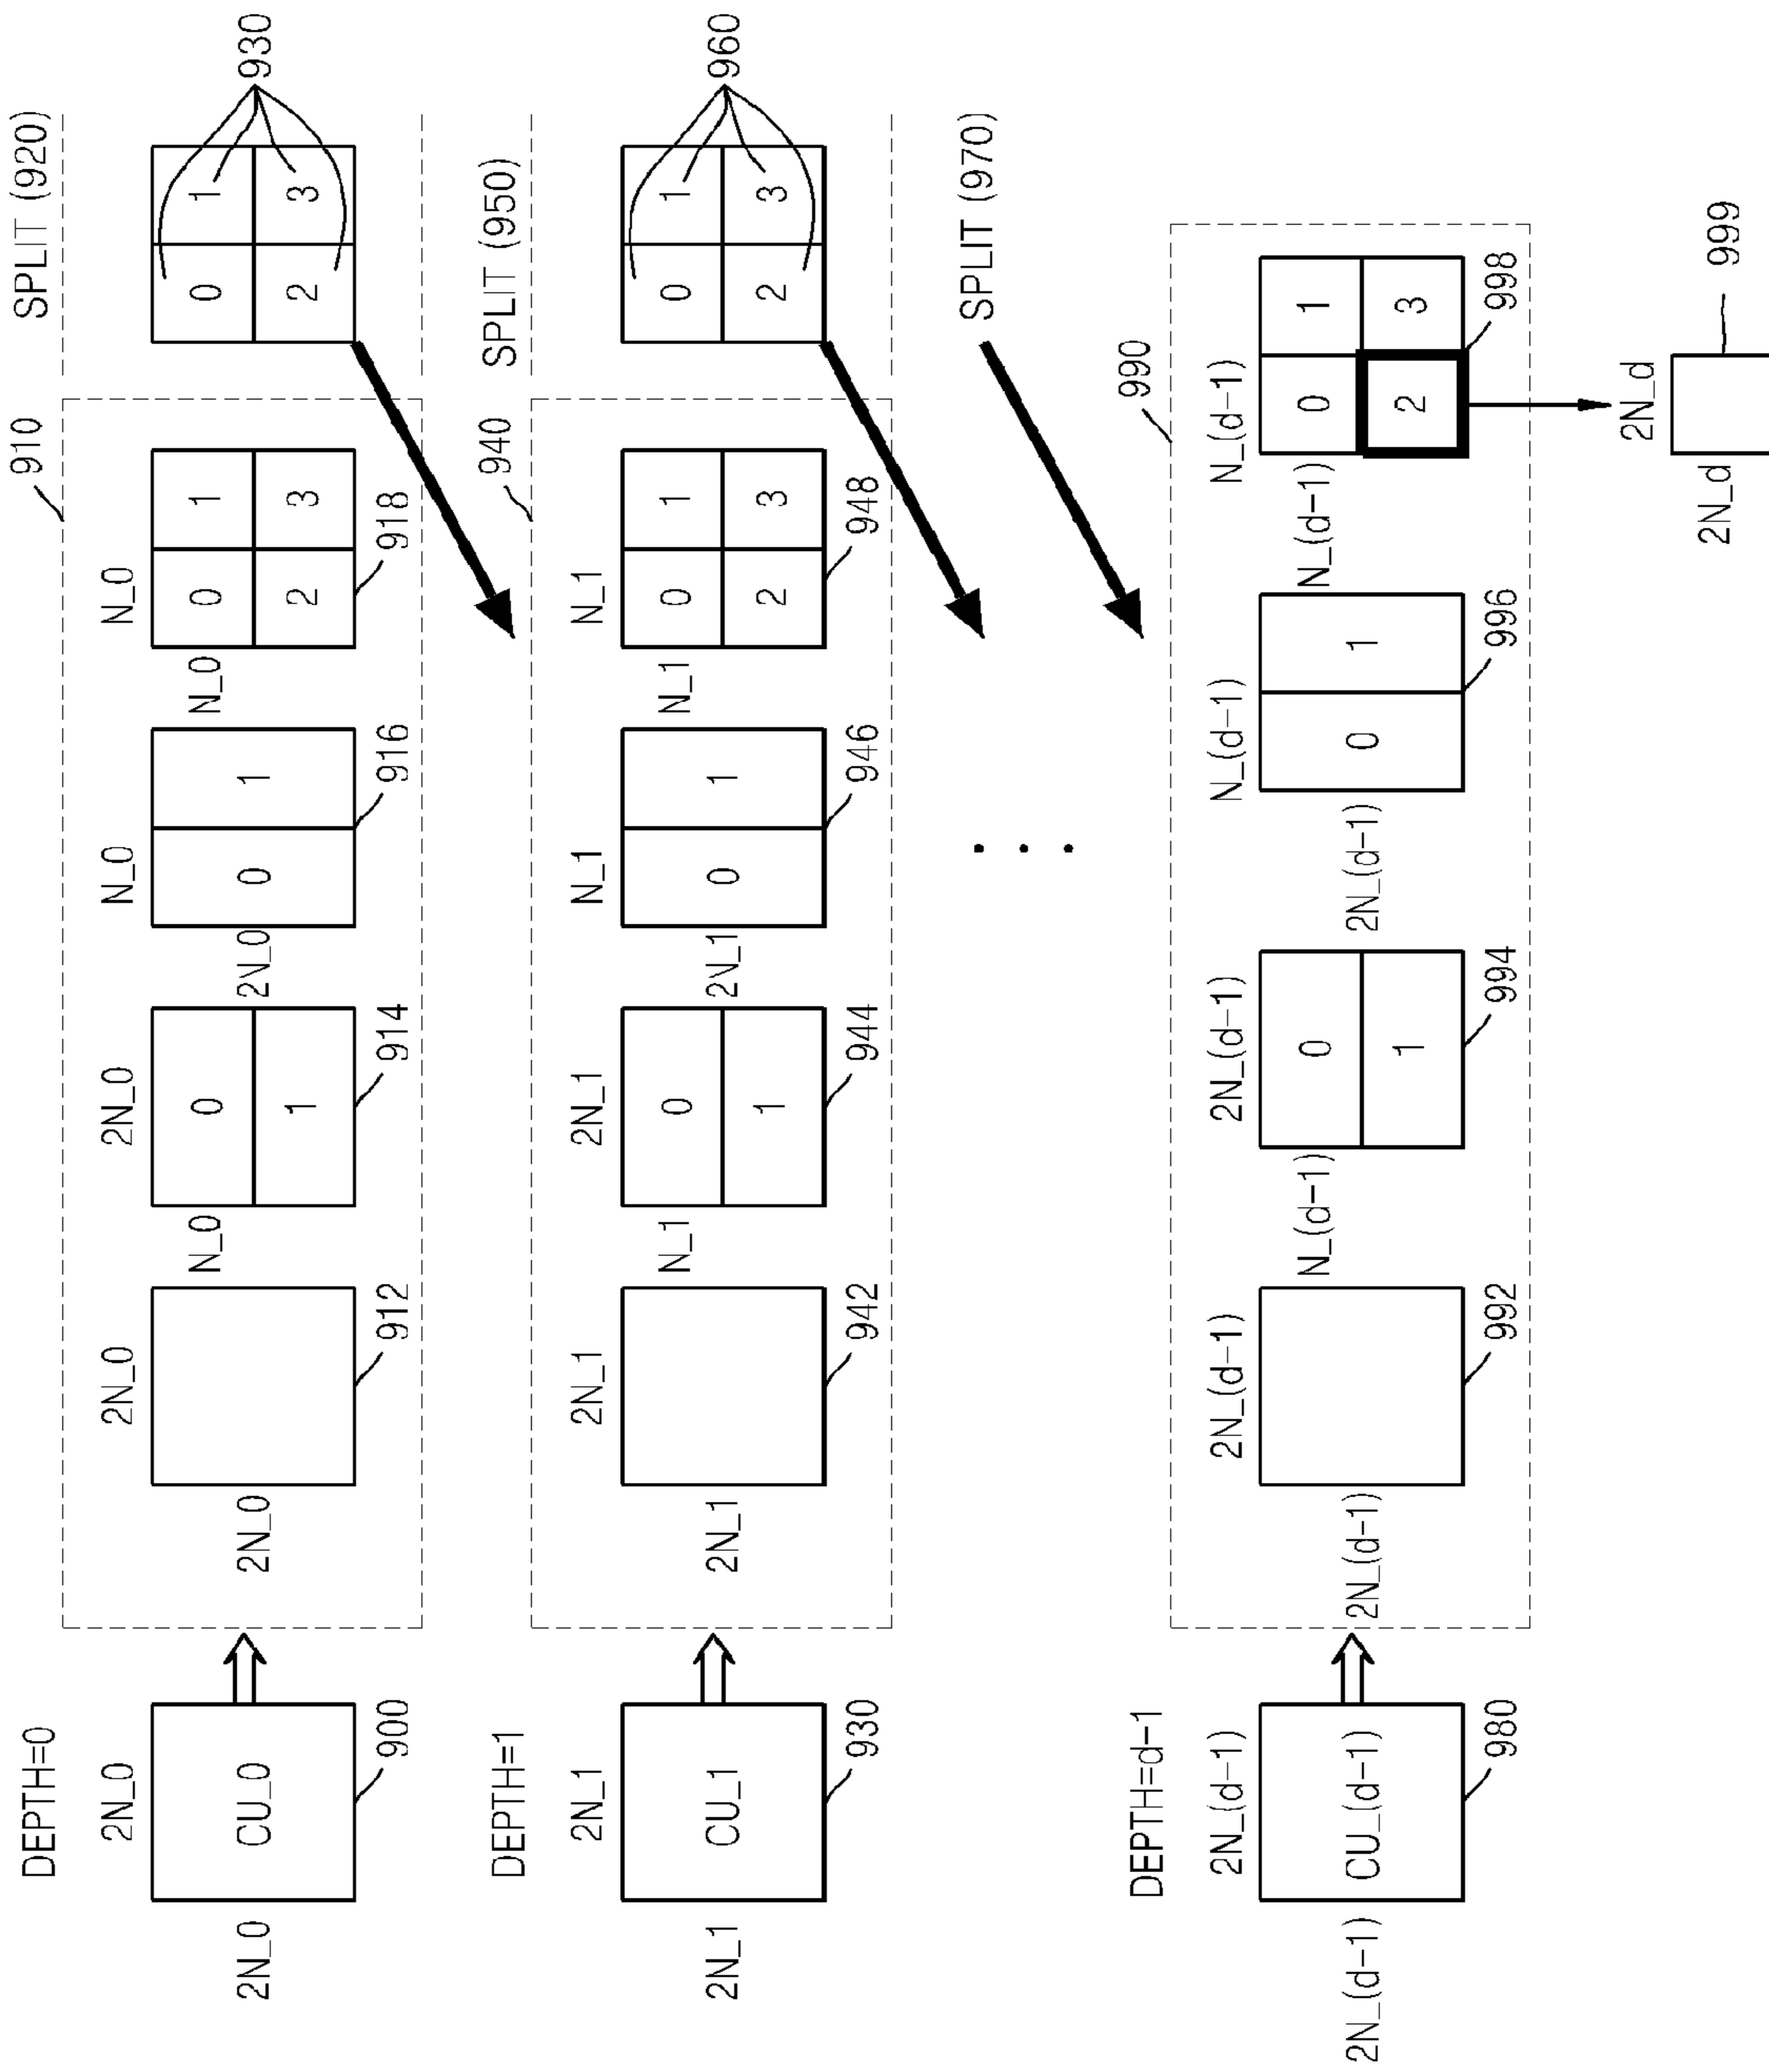 DEPTH=0
910
SPLIT (920)
2N_0
2N_0
2N_0
N_0
N_0
930
2N_0
CU_0
2N_0
N_0
0
1
2N_0
0
1
N_0
0
1
2
3
0
1
2
3
900
912
914
916
918
DEPTH=1
940
SPLIT (950)
2N_1
2N_1
2N_1
N_1
N_1
960
2N_1
CU_1
2N_1
N_1
0
1
2N_1
0
1
N_1
0
1
2
3
0
1
2
3
930
942
944
946
948
SPLIT (970)
DEPTH=d-1
990
2N_(d-1)
2N_(d-1)
2N_(d-1)
N_(d-1)
N_(d-1)
2N_(d-1)
CU_(d-1)
2N_(d-1)
N_(d-1)
0
1
2N_(d-1)
0
1
N_(d-1)
0
1
2
3
980
992
994
996
998
2N_d
2N_d
999